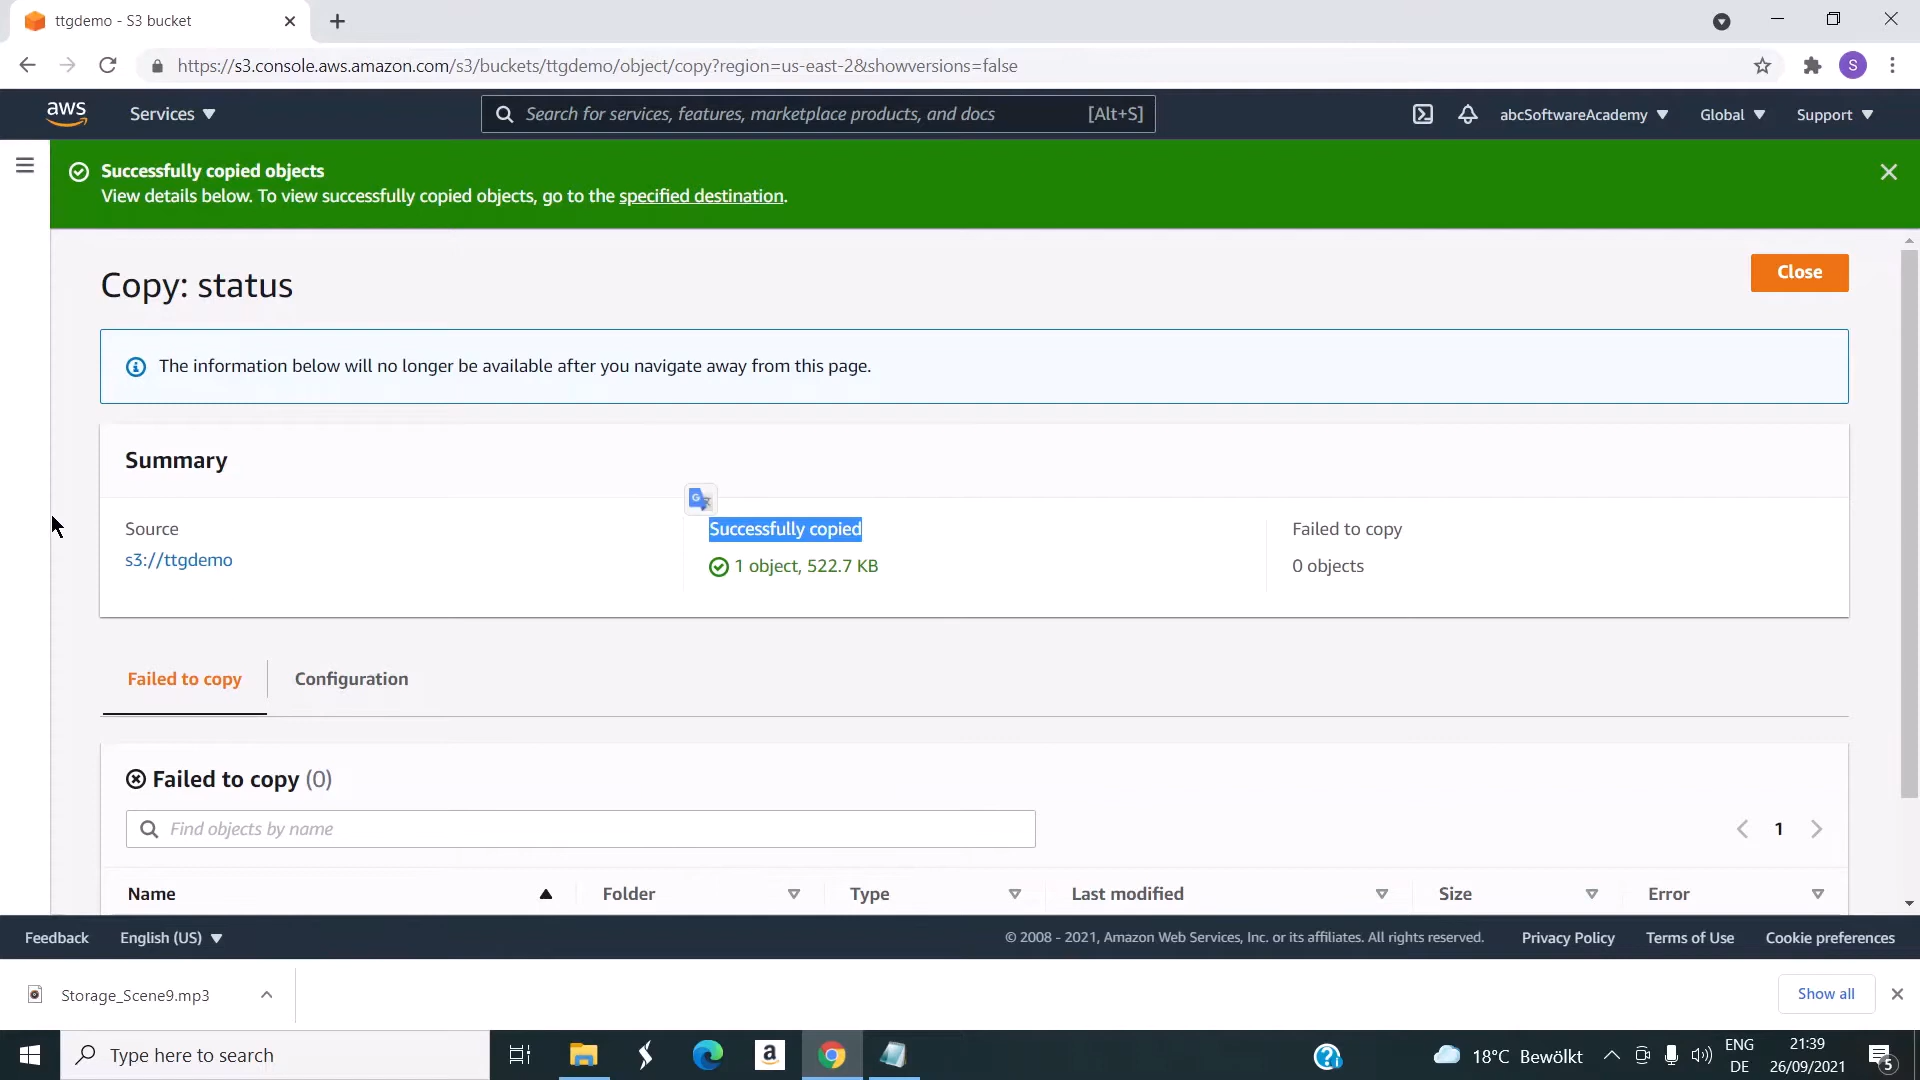 ttgdemo - S3 bucket
https://s3.console.aws.amazon.com/s3/buckets/ttgdemo/object/copy?region=us-east-2&showversions=false
S
aws
Services
Search for services, features, marketplace products, and docs [Alt+S]
abcSoftwareAcademy
Global
Support
Successfully copied objects
View details below. To view successfully copied objects, go to the specified destination.
Copy: status
Close
The information below will no longer be available after you navigate away from this page.
Summary
Source
s3://ttgdemo
Successfully copied
1 object, 522.7 KB
Failed to copy
0 objects
Failed to copy
Configuration
Failed to copy (0)
Find objects by name
1
Name Folder Type Last modified Size Error
Feedback English (US) © 2008 - 2021, Amazon Web Services, Inc. or its affiliates. All rights reserved. Privacy Policy Terms of Use Cookie preferences
Storage_Scene9.mp3
Show all
Type here to search
18°C Bewölkt
ENG
DE
21:39
26/09/2021
5